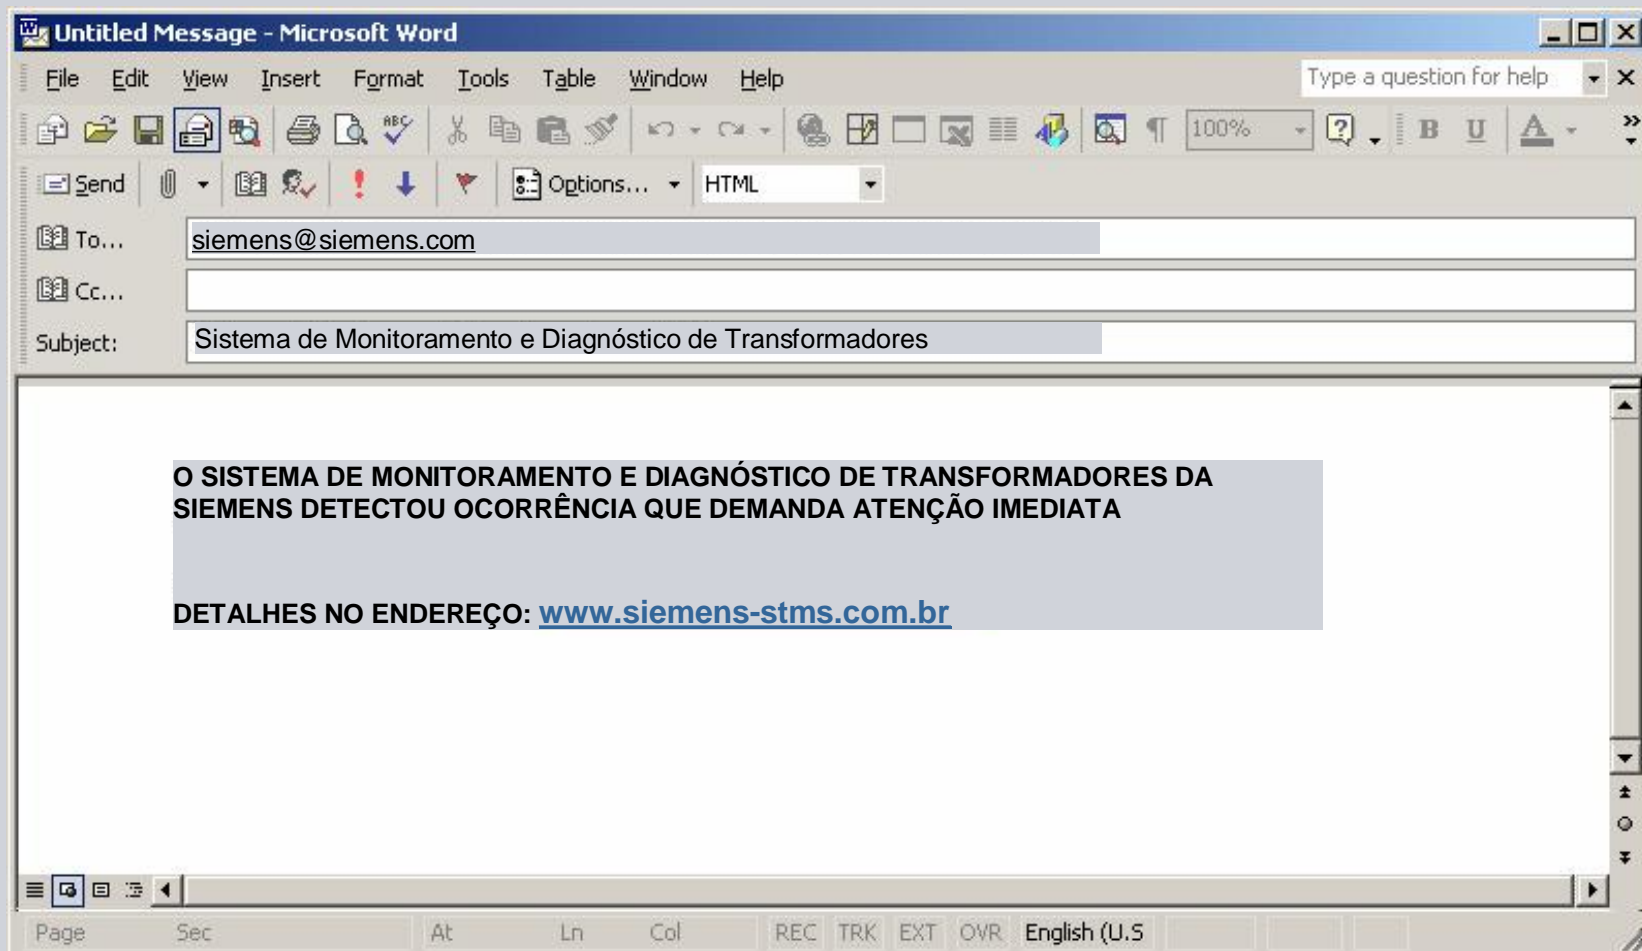 Untitled Message - Microsoft Word
File Edit View Insert Format Tools Table Window Help Type a question for help
ABC 100% B U A
Send Options... HTML
To... siemens@siemens.com
Cc...
Subject: Sistema de Monitoramento e Diagnóstico de Transformadores
O SISTEMA DE MONITORAMENTO E DIAGNÓSTICO DE TRANSFORMADORES DA
SIEMENS DETECTOU OCORRÊNCIA QUE DEMANDA ATENÇÃO IMEDIATA
DETALHES NO ENDEREÇO: www.siemens-stms.com.br
Page Sec At Ln Col REC TRK EXT OVR English (U.S